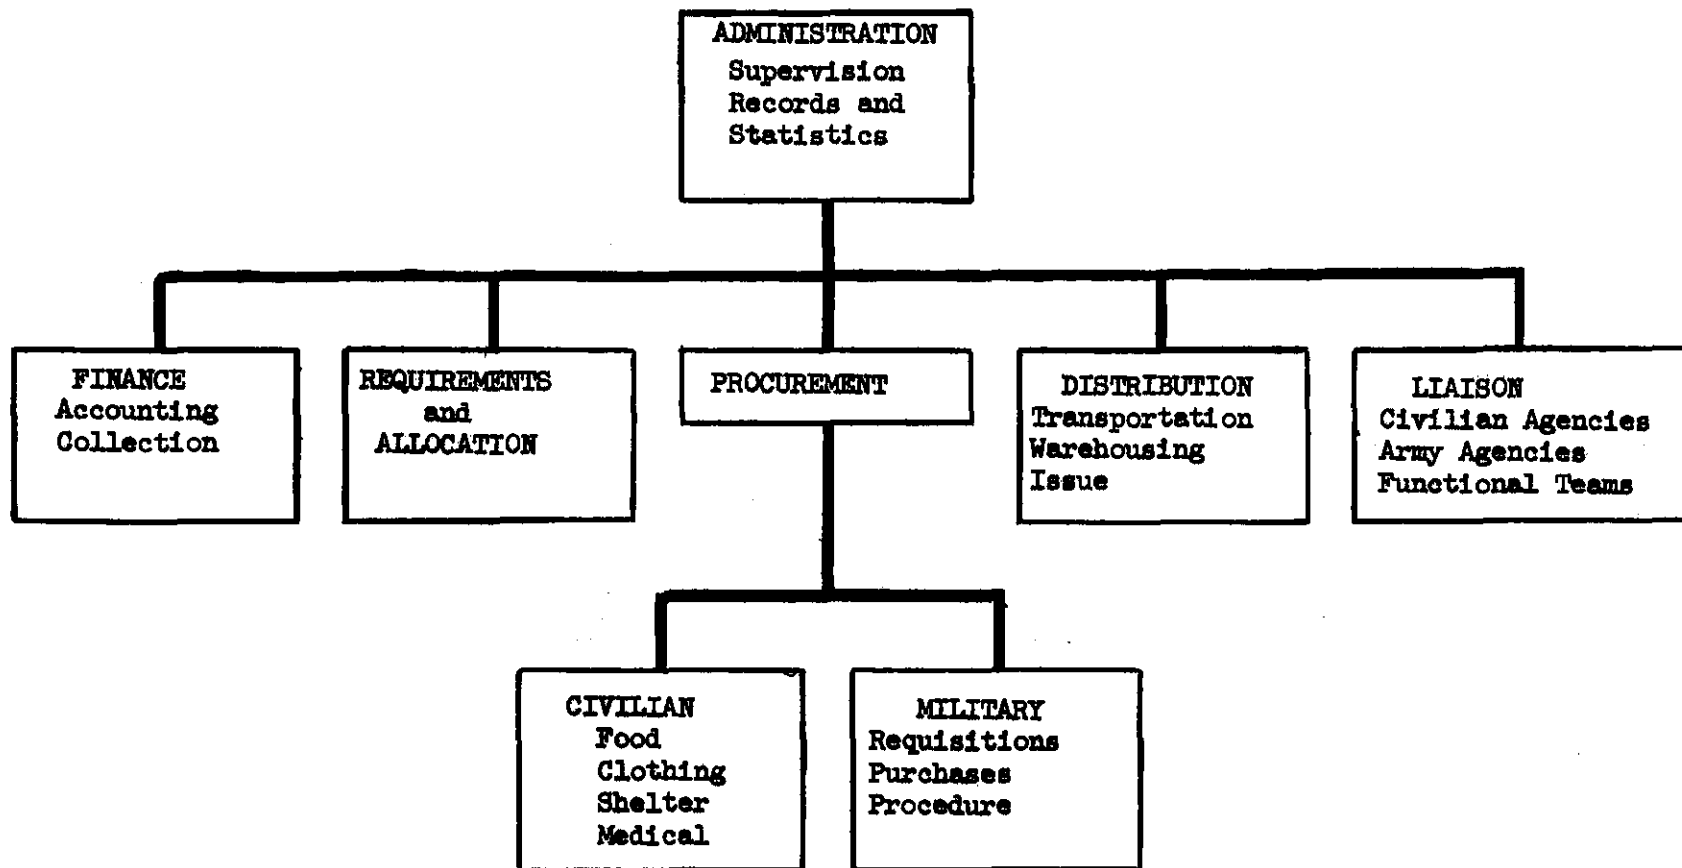 ADMINISTRATION
Supervision
Records and
Statistics
FINANCE
Accounting
Collection
REQUIREMENTS
and
ALLOCATION
PROCUREMENT
DISTRIBUTION
Transportation
Warehousing
Issue
LIAISON
Civilian Agencies
Army Agencies
Functional Teams
CIVILIAN
Food
Clothing
Shelter
Medical
MILITARY
Requisitions
Purchases
Procedure